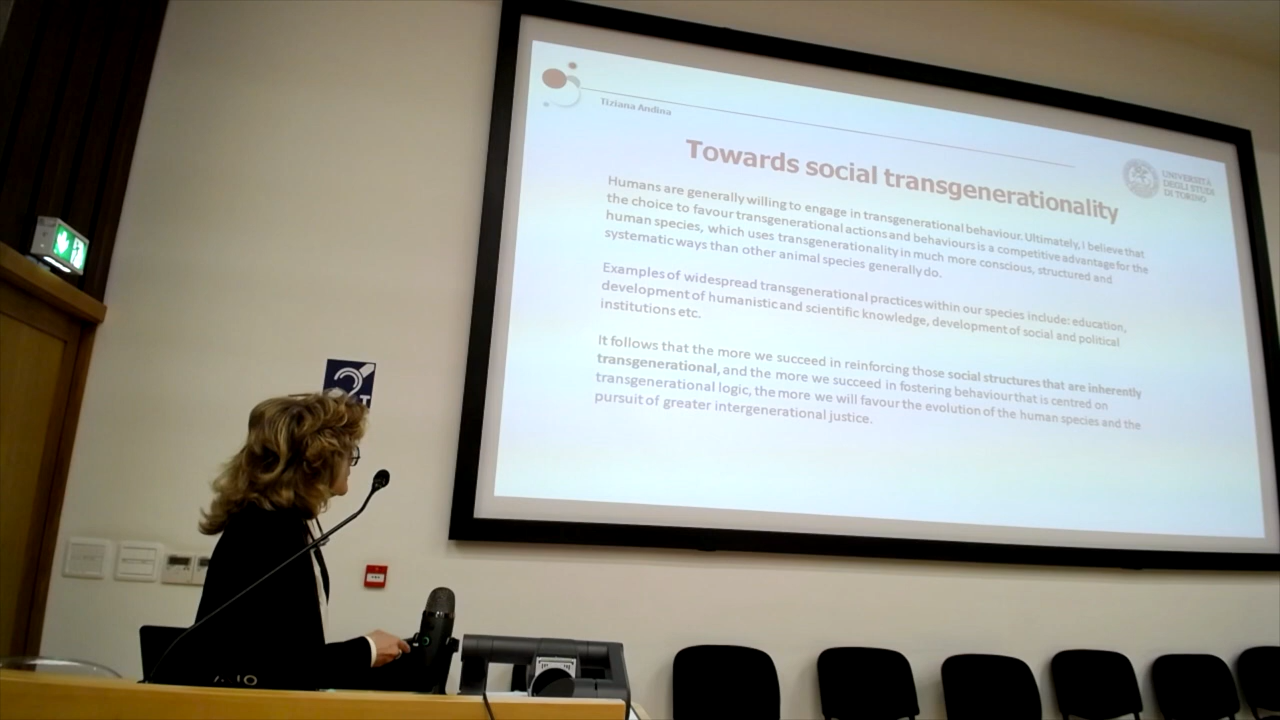 Tiziana Andina
Towards social transgenerationality
UNIVERSITÀ
DEGLI STUDI
DI TORINO
Humans are generally willing to engage in transgenerational behaviour. Ultimately, I believe that
the choice to favour transgenerational actions and behaviours is a competitive advantage for the
human species, which uses transgenerationality in much more conscious, structured and
systematic ways than other animal species generally do.
Examples of widespread transgenerational practices within our species include: education,
development of humanistic and scientific knowledge, development of social and political
institutions etc.
It follows that the more we succeed in reinforcing those social structures that are inherently
transgenerational, and the more we succeed in fostering behaviour that is centred on
transgenerational logic, the more we will favour the evolution of the human species and the
pursuit of greater intergenerational justice.
T